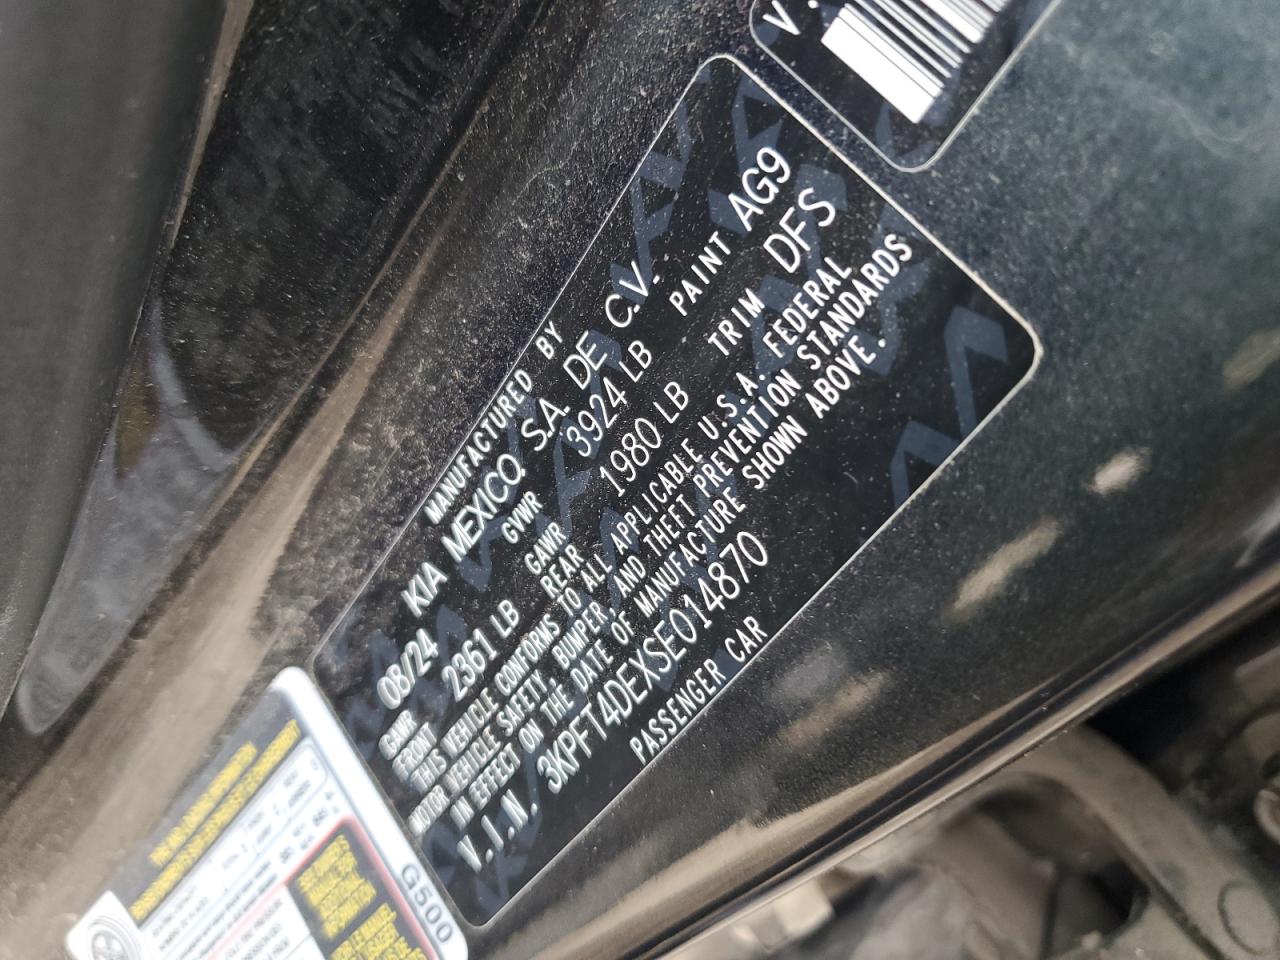 V.
MANUFACTURED BY
08/24 KIA MEXICO, S.A. DE C.V.
GVWR 3924 LB
GAWR FRONT 2361 LB GAWR REAR 1980 LB PAINT AG9
TRIM DFS
THIS VEHICLE CONFORMS TO ALL APPLICABLE U.S.A. FEDERAL
MOTOR VEHICLE SAFETY, BUMPER, AND THEFT PREVENTION STANDARDS
IN EFFECT ON THE DATE OF MANUFACTURE SHOWN ABOVE.
V.I.N. 3KPFT4DEXSE014870
PASSENGER CAR
G500